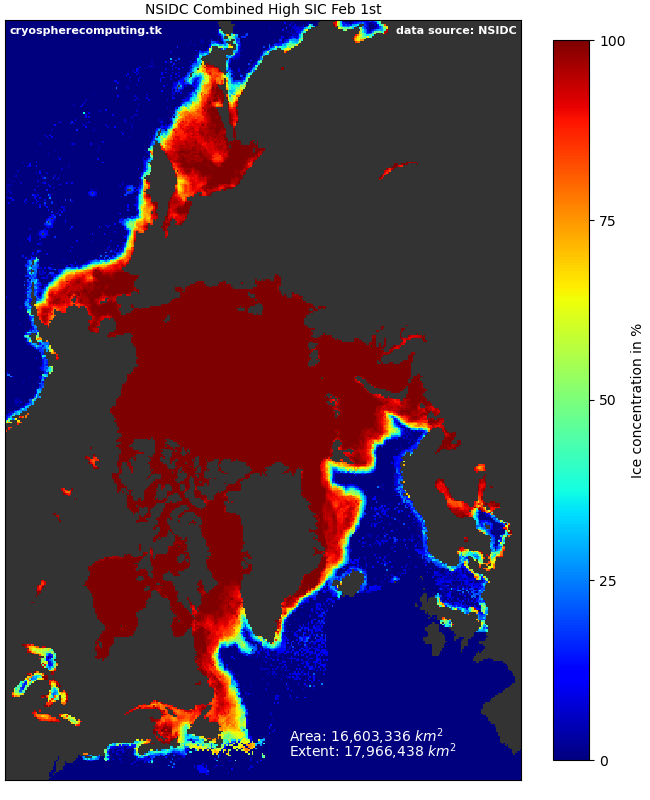 NSIDC Combined High SIC Feb 1st
cryospherecomputing.tk
data source: NSIDC
100
75
50
25
0
Ice concentration in %
Area: 16,603,336 km²
Extent: 17,966,438 km²